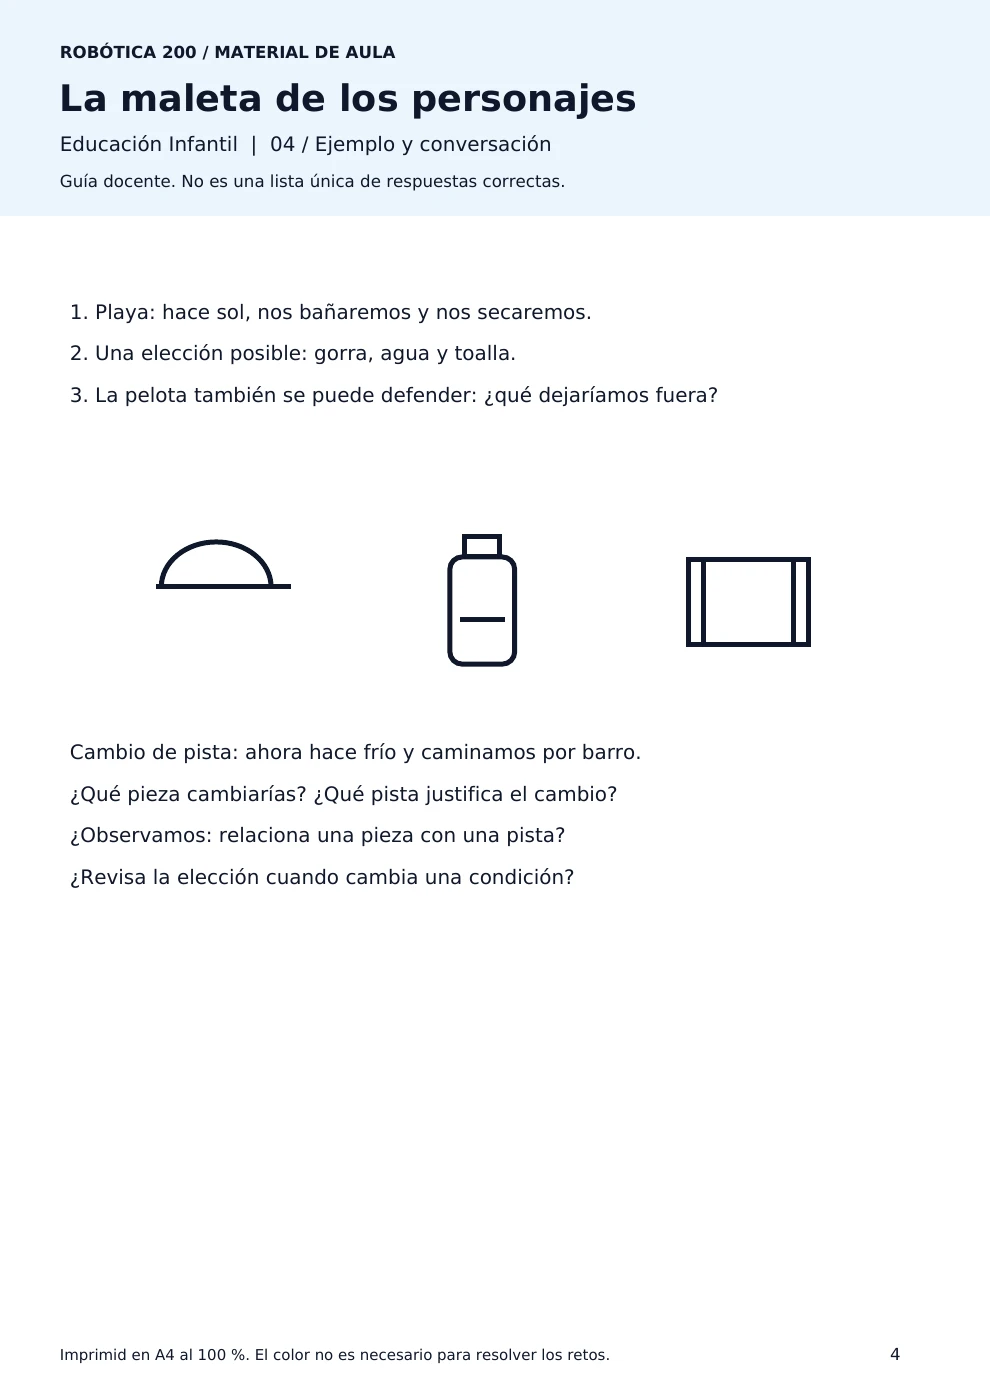 ROBÓTICA 200 / MATERIAL DE AULA
La maleta de los personajes
Educación Infantil | 04 / Ejemplo y conversación
Guía docente. No es una lista única de respuestas correctas.
1. Playa: hace sol, nos bañaremos y nos secaremos.
2. Una elección posible: gorra, agua y toalla.
3. La pelota también se puede defender: ¿qué dejaríamos fuera?
Cambio de pista: ahora hace frío y caminamos por barro.
¿Qué pieza cambiarías? ¿Qué pista justifica el cambio?
¿Observamos: relaciona una pieza con una pista?
¿Revisa la elección cuando cambia una condición?
Imprimid en A4 al 100 %. El color no es necesario para resolver los retos.
4